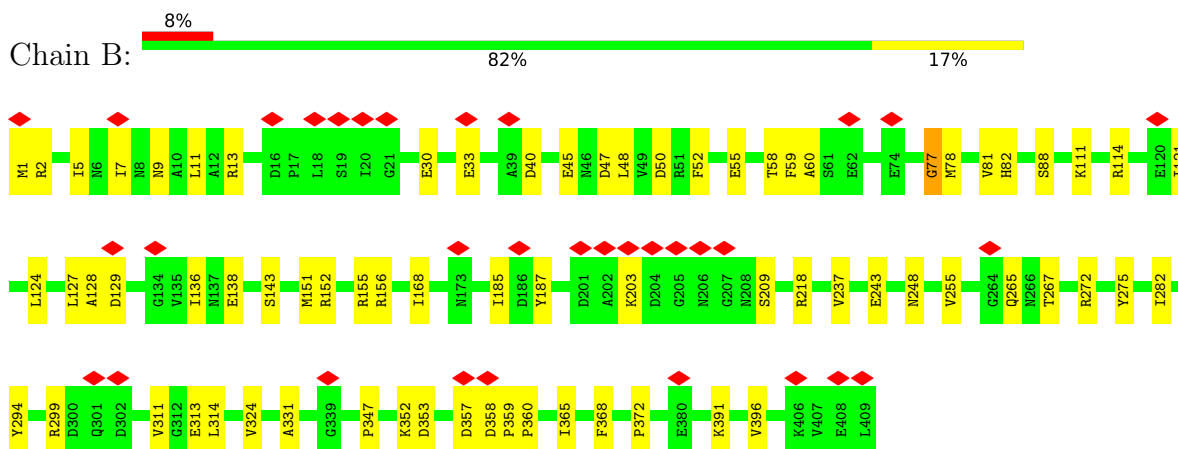 8%
Chain B:
82% 17%
M1 R2 I5 N6 I7 N8 N9 A10 L11 A12 R13 D16 P17 L18 S19 I20 G21 E30 E33 A39 D40 E45 N46 D47 L48 V49 D50 R51 F52 E55 T58 F59 A60 S61 E62 E74 G77 M78 V81 H82 S88 K111 R114 E120 I121
L124 L127 A128 D129 G134 V135 I136 N137 E138 S143 M151 R152 R155 R156 I168 N173 I185 D186 Y187 D201 A202 K203 D204 G205 N206 G207 N208 S209 R218 V237 E243 N248 V255 G264 Q265 N266 T267 R272 Y275 I282
Y294 R299 D300 Q301 D302 V311 G312 E313 L314 V324 A331 G339 P347 K352 D353 D357 D358 P359 P360 I365 F368 P372 E380 K391 V396 K406 V407 E408 L409